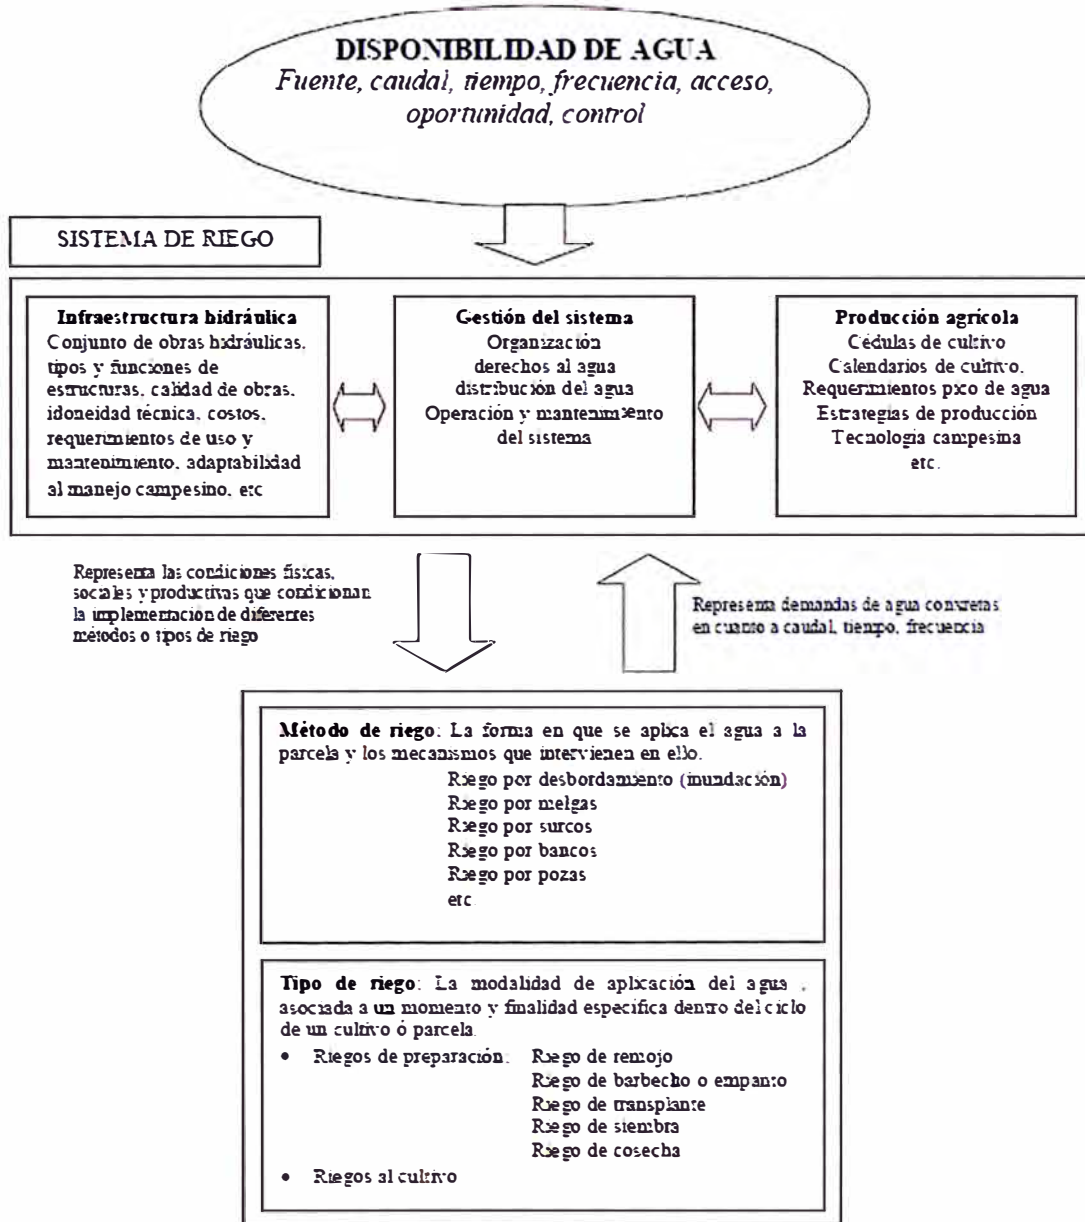 DISPONIBILIDAD DE AGUA
Fuente, caudal, tiempo, frecuencia, acceso,
oportunidad, control
SISTEMA DE RIEGO
Infraestructura hidráulica
Conjunto de obras hidráulicas,
tipos y funciones de
estructuras, calidad de obras,
idoneidad técnica, costos,
requerimientos de uso y
mantenimiento, adaptabilidad
al manejo campesino, etc
Gestión del sistema
Organización
derechos al agua
distribución del agua
Operación y mantenimiento
del sistema
Producción agrícola
Cédulas de cultivo
Calendarios de cultivo.
Requerimientos pico de agua
Estrategias de producción
Tecnología campesina
etc.
Representa las condiciones físicas,
sociales y productivas que condicionan
la implementación de diferentes
métodos o tipos de riego
Representa demandas de agua concretas
en cuanto a caudal, tiempo, frecuencia
Método de riego: La forma en que se aplica el agua a la
parcela y los mecanismos que intervienen en ello.
Riego por desbordamiento (inundación)
Riego por melgas
Riego por surcos
Riego por bancos
Riego por pozas
etc
Tipo de riego: La modalidad de aplicación del agua ,
asociada a un momento y finalidad especifica dentro del ciclo
de un cultivo ó parcela.
• Riegos de preparación: Riego de remojo
Riego de barbecho o empanto
Riego de transplante
Riego de siembra
Riego de cosecha
• Riegos al cultivo